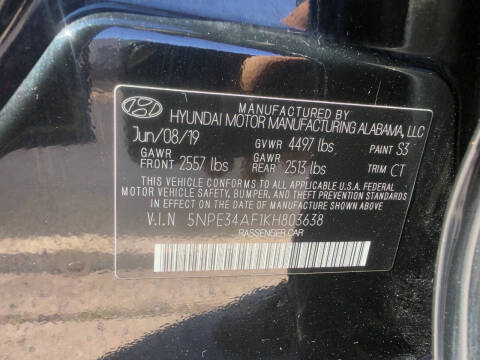 MANUFACTURED BY
HYUNDAI MOTOR MANUFACTURING ALABAMA, LLC
Jun/08/19 GVWR 4497 lbs PAINT S3
GAWR FRONT 2557 lbs GAWR REAR 2513 lbs TRIM CT
THIS VEHICLE CONFORMS TO ALL APPLICABLE U.S.A. FEDERAL
MOTOR VEHICLE SAFETY, BUMPER, AND THEFT PREVENTION STANDARDS
IN EFFECT ON THE DATE OF MANUFACTURE SHOWN ABOVE.
V.I.N 5NPE34AF1KH803638
PASSENGER CAR